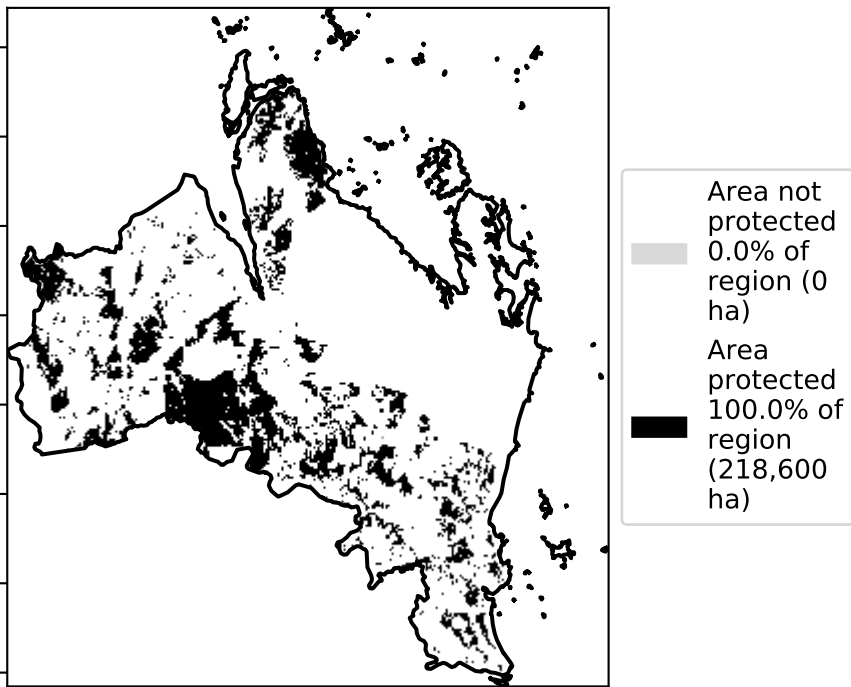 Area not
protected
0.0% of
region (0
ha)
Area
protected
100.0% of
region
(218,600
ha)